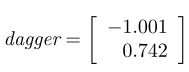 dagger = [ −1.001
0.742 ]